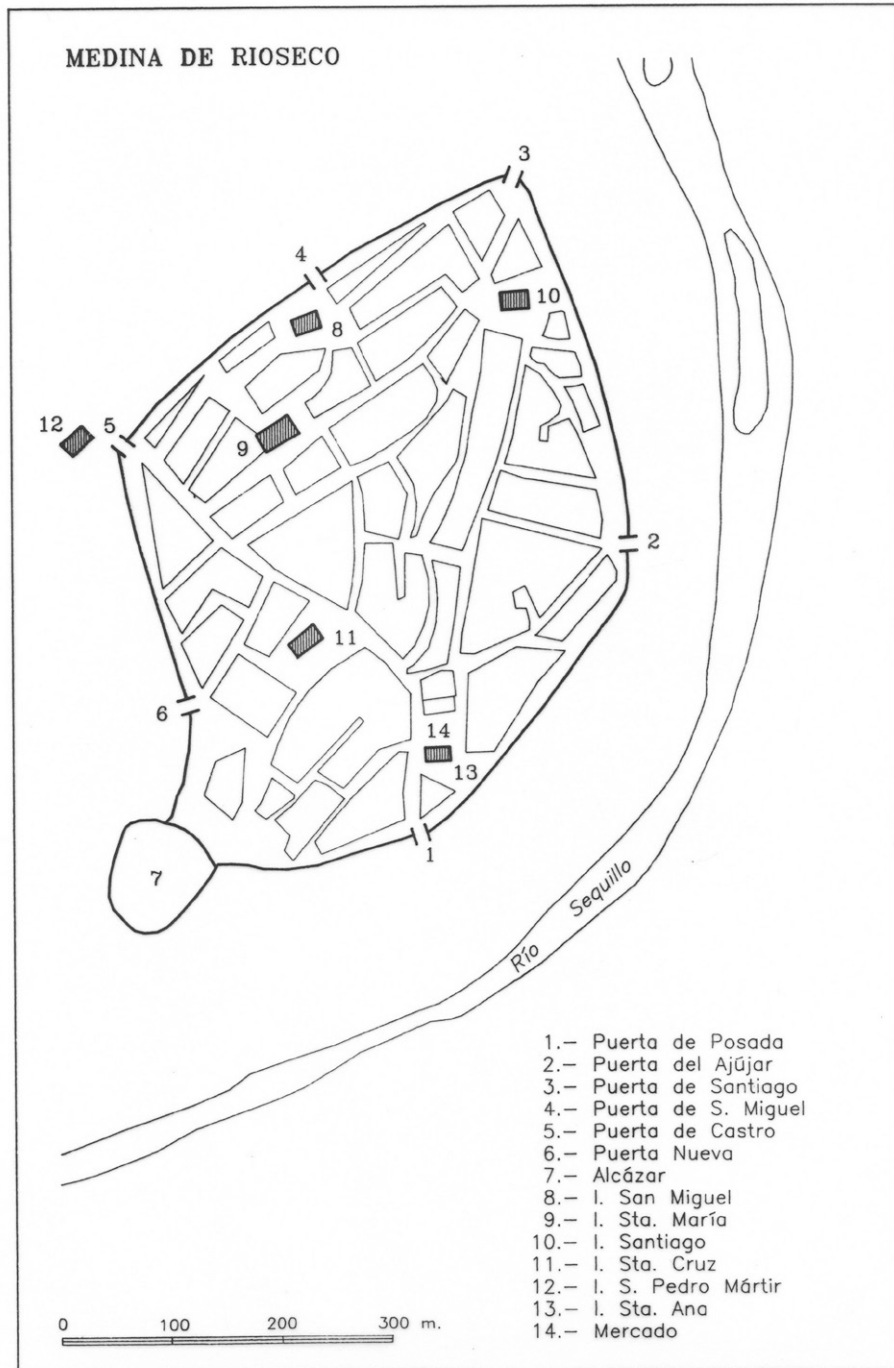 MEDINA DE RIOSECO
3
4
10
8
12
5
9
2
11
6
14
13
1
7
Río Sequillo
1.– Puerta de Posada
2.– Puerta del Ajújar
3.– Puerta de Santiago
4.– Puerta de S. Miguel
5.– Puerta de Castro
6.– Puerta Nueva
7.– Alcázar
8.– I. San Miguel
9.– I. Sta. María
10.– I. Santiago
11.– I. Sta. Cruz
12.– I. S. Pedro Mártir
13.– I. Sta. Ana
14.– Mercado
0 100 200 300 m.